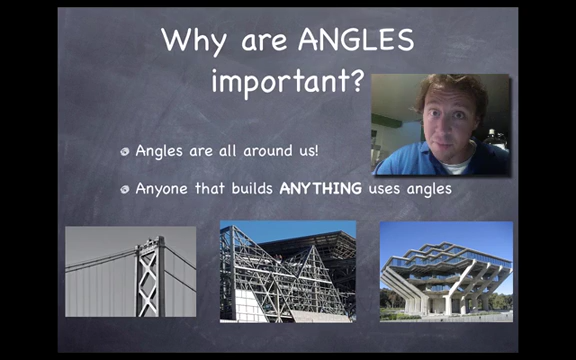 Why are ANGLES
important?
Angles are all around us!
Anyone that builds ANYTHING uses angles